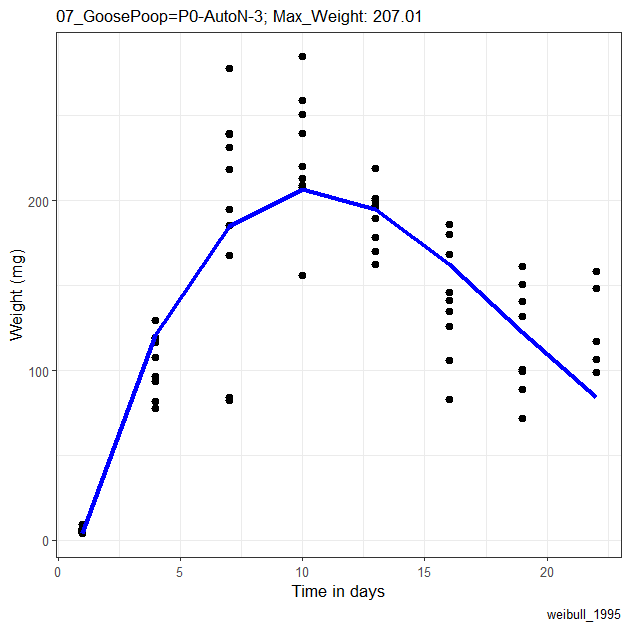 07_GoosePoop=P0-AutoN-3; Max_Weight: 207.01
200
100
0
Weight (mg)
0 5 10 15 20
Time in days
weibull_1995